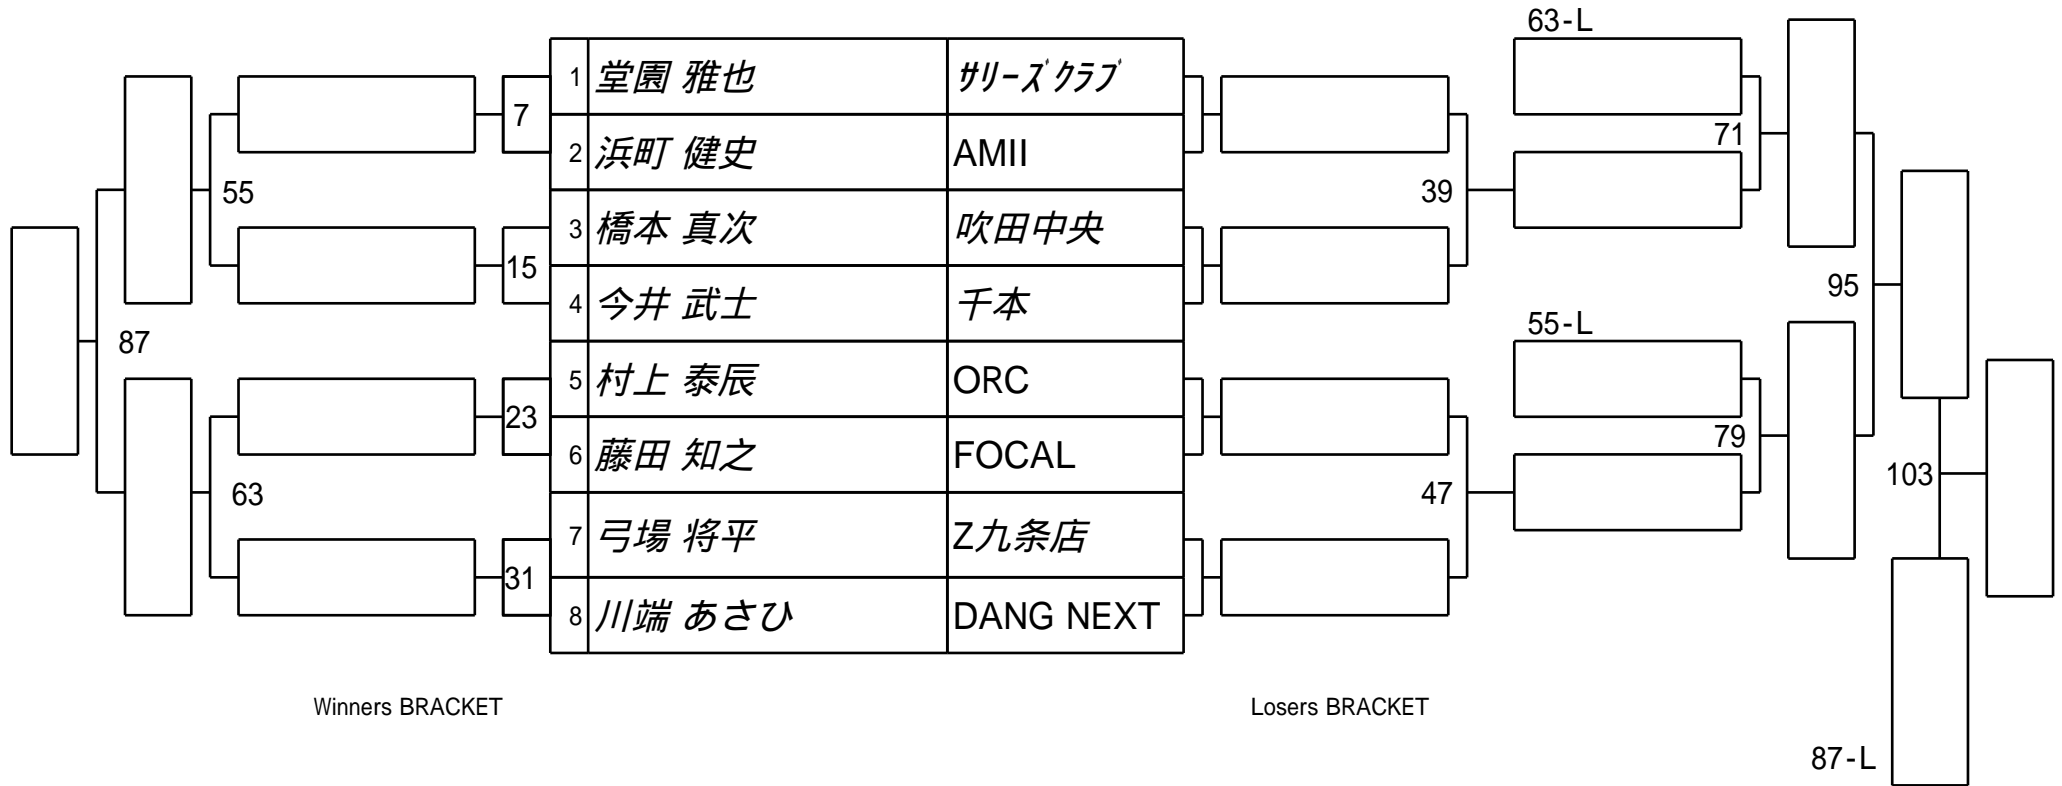 63-L
1 堂園 雅也 サリーズクラブ
7
71
2 浜町 健史 AMII
55
39
3 橋本 真次 吹田中央
15
95
4 今井 武士 千本
55-L
87
5 村上 泰辰 ORC
23
79
6 藤田 知之 FOCAL
103
63
47
7 弓場 将平 Z九条店
31
8 川端 あさひ DANG NEXT
Winners BRACKET
Losers BRACKET
87-L